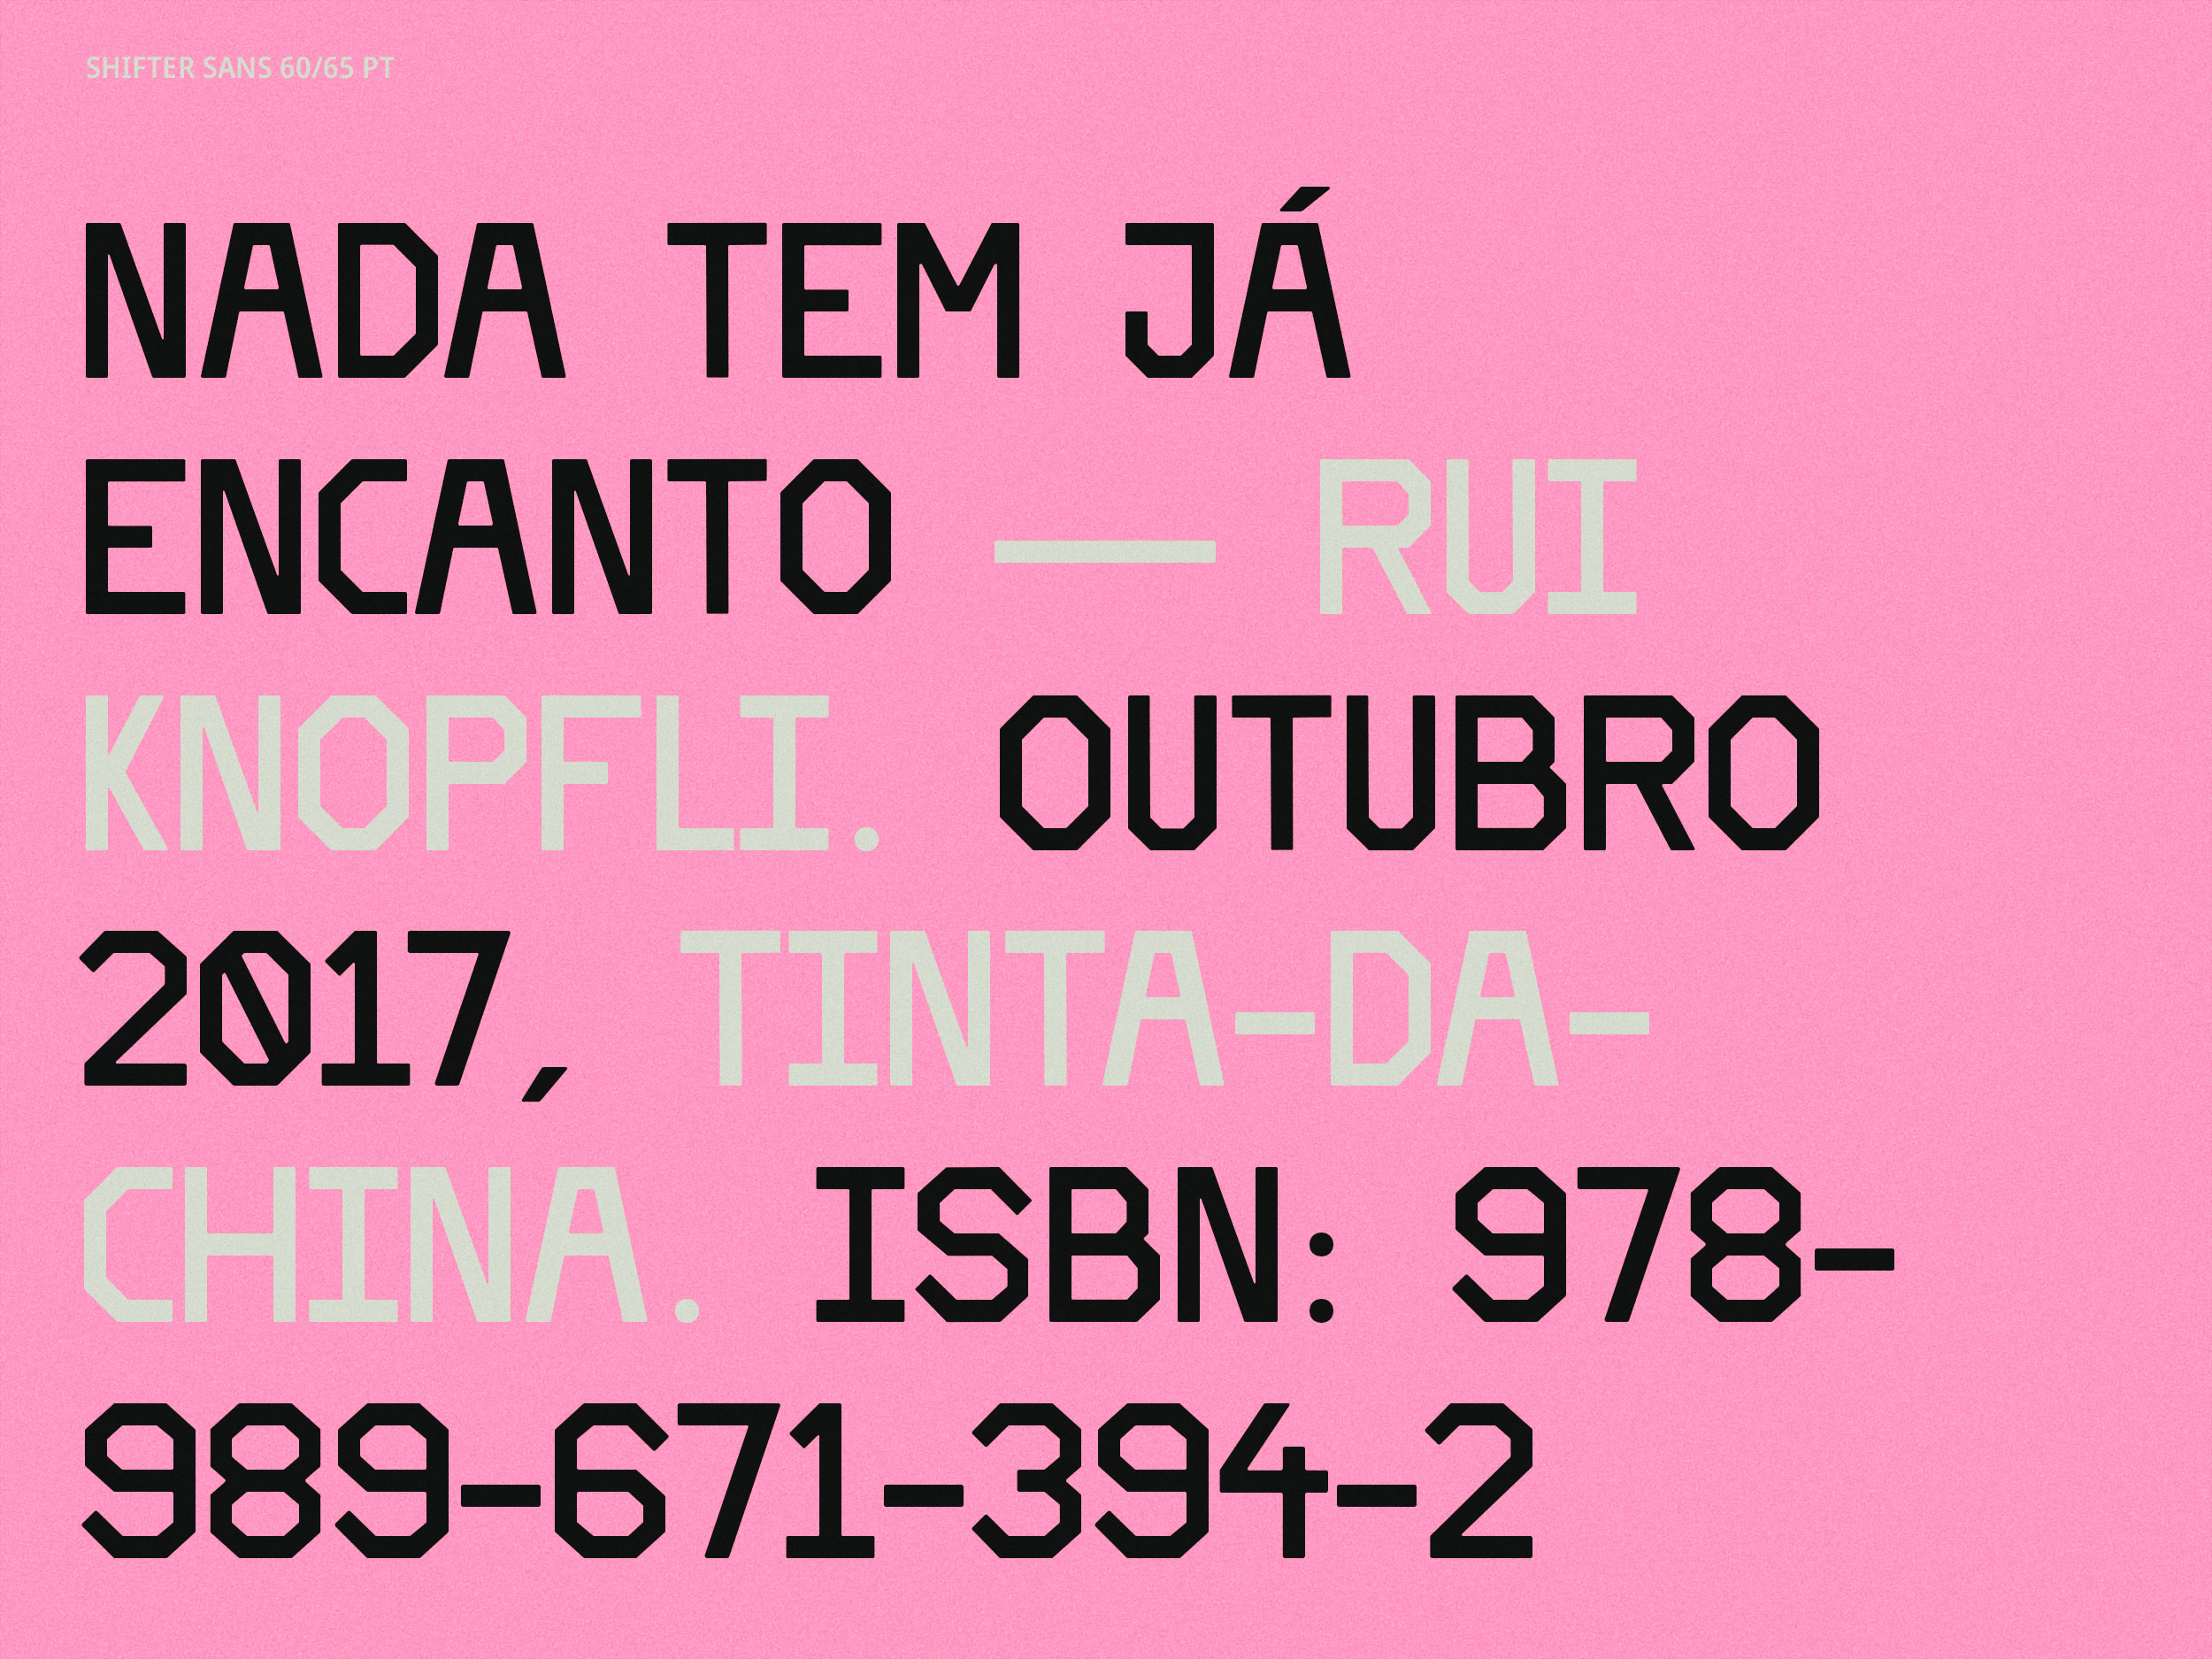 SHIFTER SANS 60/65 PT
NADA TEM JÁ
ENCANTO — RUI
KNOPFLI. OUTUBRO
2017, TINTA-DA-
CHINA. ISBN: 978-
989-671-394-2